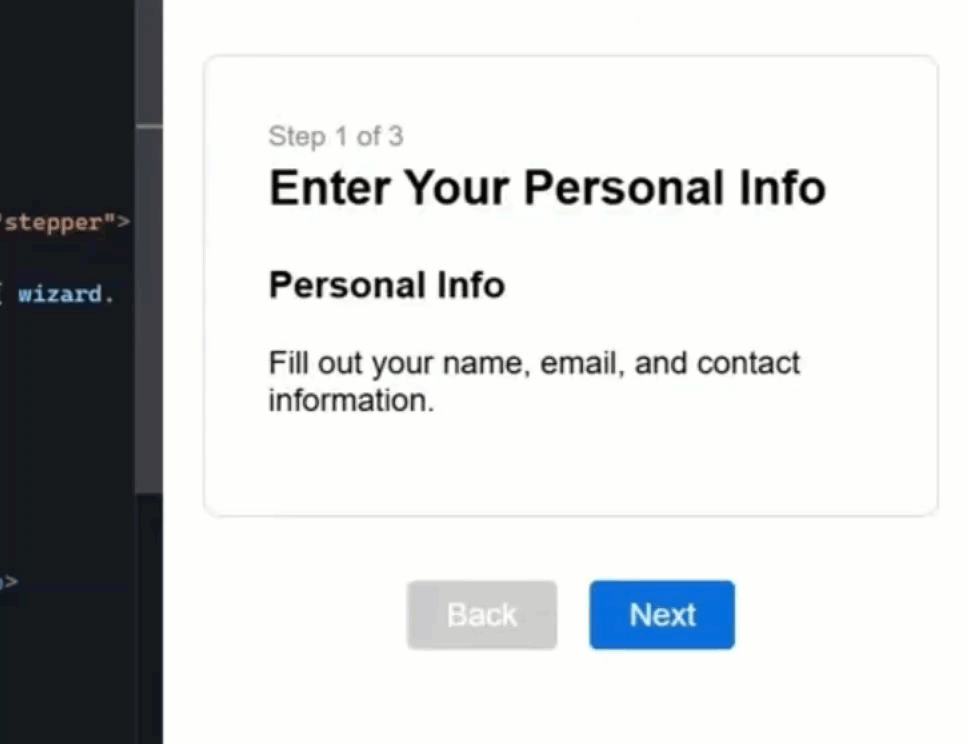 "stepper">
wizard.
>
Step 1 of 3
Enter Your Personal Info
Personal Info
Fill out your name, email, and contact
information.
Back
Next